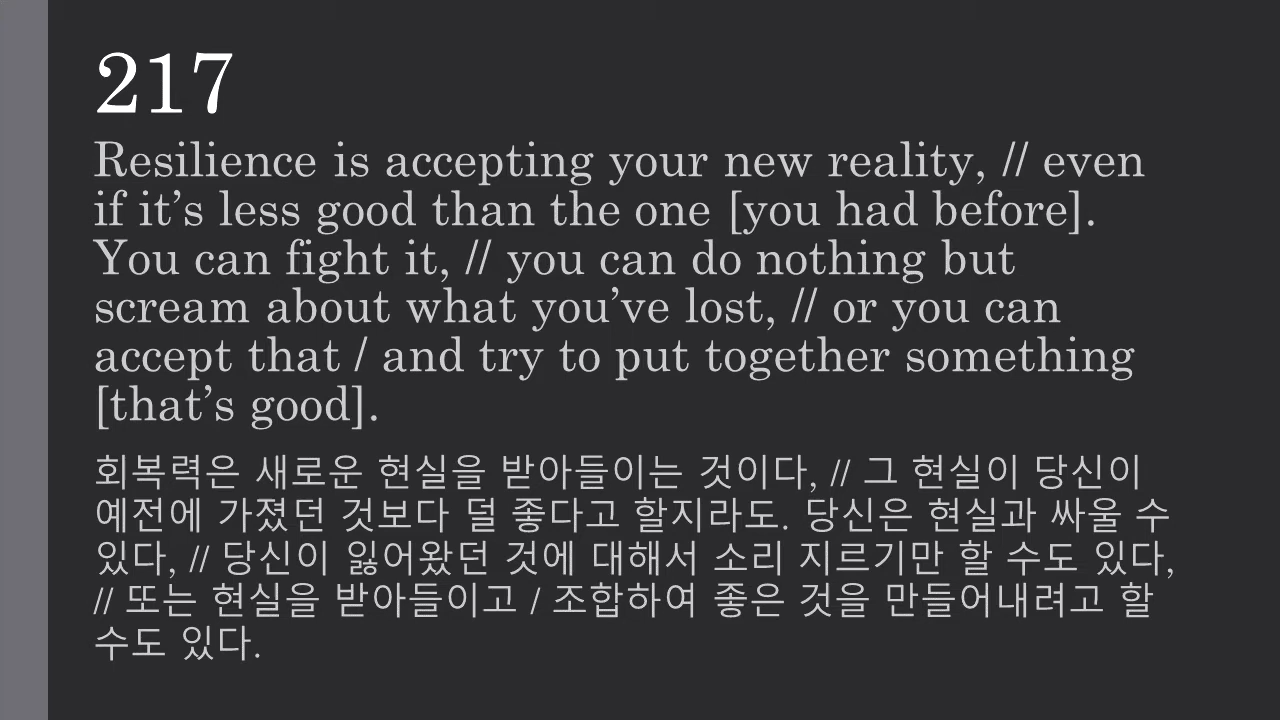 217
Resilience is accepting your new reality, // even
if it’s less good than the one [you had before].
You can fight it, // you can do nothing but
scream about what you’ve lost, // or you can
accept that / and try to put together something
[that’s good].
회복력은 새로운 현실을 받아들이는 것이다, // 그 현실이 당신이
예전에 가졌던 것보다 덜 좋다고 할지라도. 당신은 현실과 싸울 수
있다, // 당신이 잃어왔던 것에 대해서 소리 지르기만 할 수도 있다,
// 또는 현실을 받아들이고 / 조합하여 좋은 것을 만들어내려고 할
수도 있다.